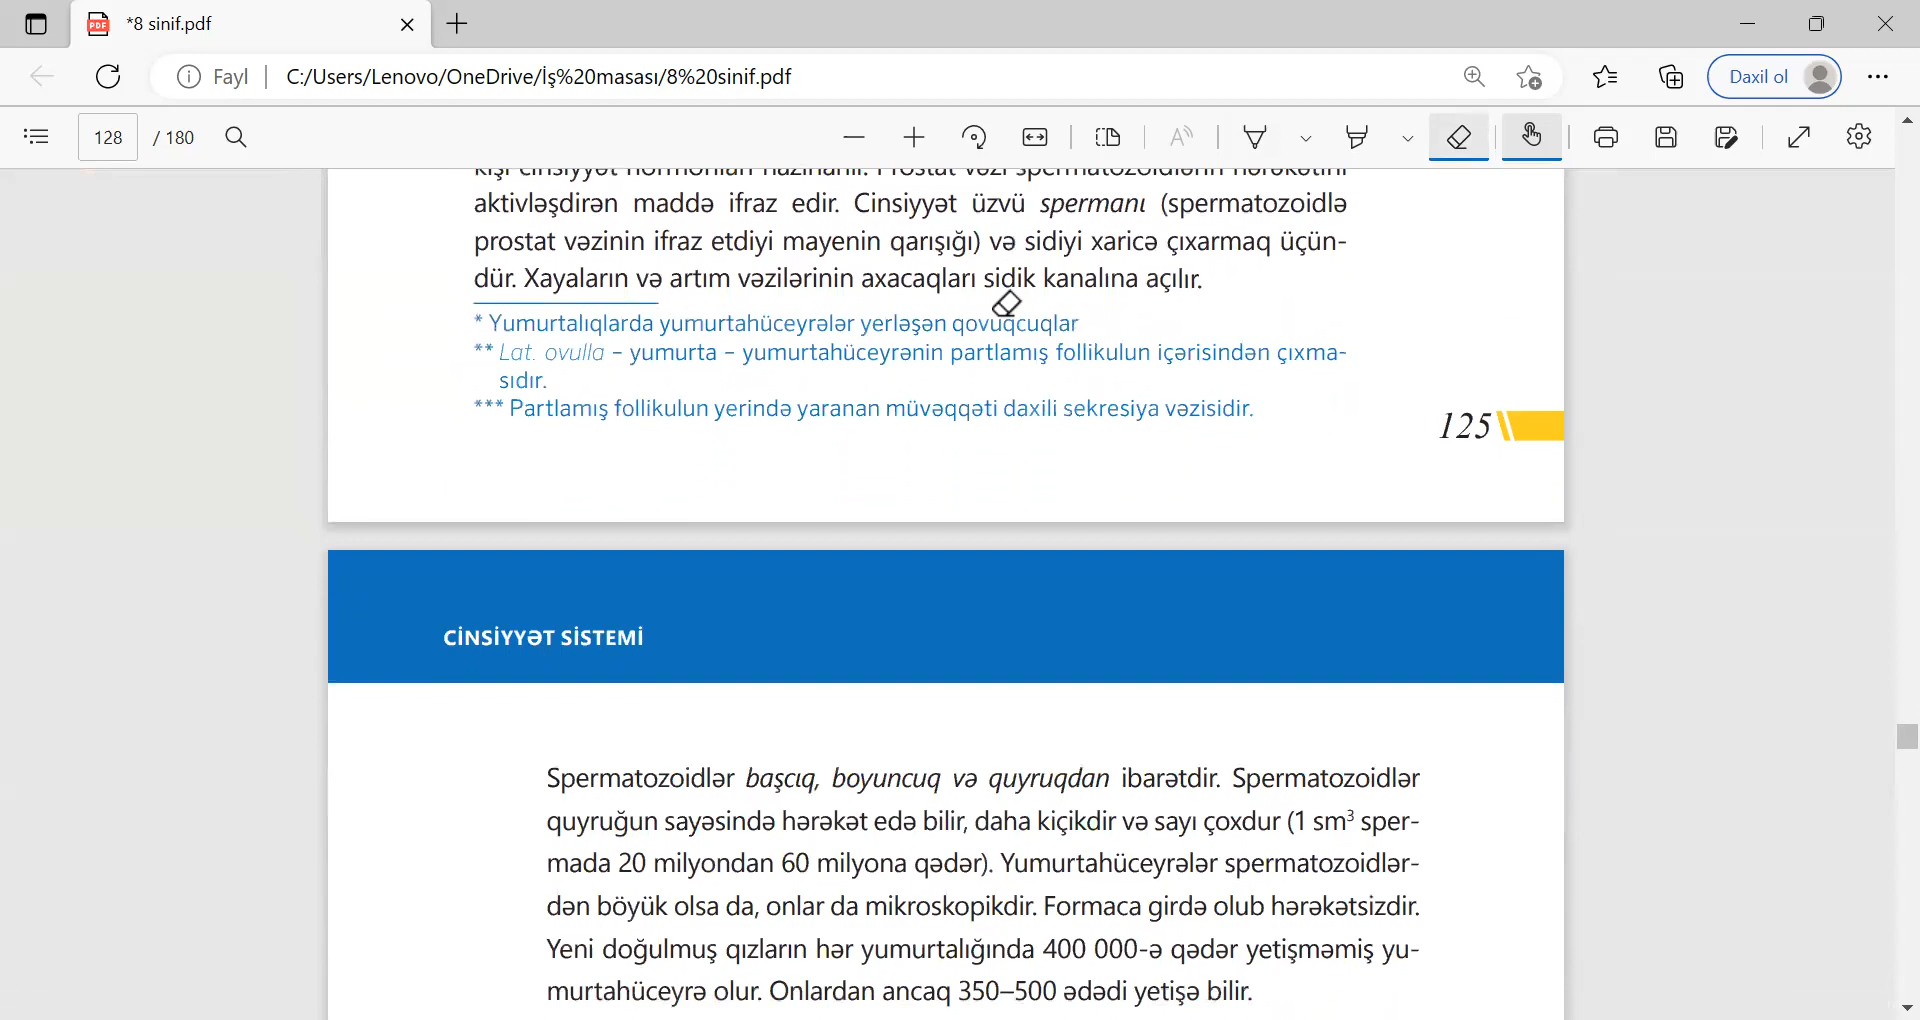 *8 sinif.pdf
Fayl
C:/Users/Lenovo/OneDrive/İş%20masası/8%20sinif.pdf
Daxil ol
128 / 180
aktivləşdirən maddə ifraz edir. Cinsiyyət üzvü spermanı (spermatozoidlə
prostat vəzinin ifraz etdiyi mayenin qarışığı) və sidiyi xaricə çıxarmaq üçün-
dür. Xayaların və artım vəzilərinin axacaqları sidik kanalına açılır.
* Yumurtalıqlarda yumurtahüceyrələr yerləşən qovuqcuqlar
** Lat. ovulla – yumurta – yumurtahüceyrənin partlamış follikulun içərisindən çıxma-
sıdır.
*** Partlamış follikulun yerində yaranan müvəqqəti daxili sekresiya vəzisidir.
125
CİNSİYYƏT SİSTEMİ
Spermatozoidlər başcıq, boyuncuq və quyruqdan ibarətdir. Spermatozoidlər
quyruğun sayəsində hərəkət edə bilir, daha kiçikdir və sayı çoxdur (1 sm³ sper-
mada 20 milyondan 60 milyona qədər). Yumurtahüceyrələr spermatozoidlər-
dən böyük olsa da, onlar da mikroskopikdir. Formaca girdə olub hərəkətsizdir.
Yeni doğulmuş qızların hər yumurtalığında 400 000-ə qədər yetişməmiş yu-
murtahüceyrə olur. Onlardan ancaq 350–500 ədədi yetişə bilir.